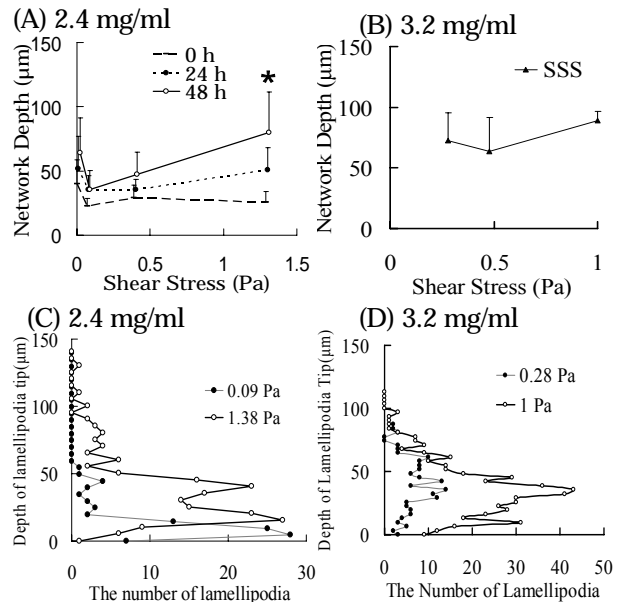 (A) 2.4 mg/ml
Network Depth (μm)
150
100
50
0
0 h
24 h
48 h
*
0
0.5
1
1.5
Shear Stress (Pa)
(B) 3.2 mg/ml
Network Depth (μm)
150
100
50
0
SSS
0
0.5
1
Shear Stress (Pa)
(C) 2.4 mg/ml
Depth of lamellipodia tip(μm)
150
100
50
0
0.09 Pa
1.38 Pa
0
10
20
30
The number of lamellipodia
(D) 3.2 mg/ml
Depth of Lamellipodia Tip(μm)
150
100
50
0
0.28 Pa
1 Pa
0
10
20
30
40
50
The Number of Lamellipodia